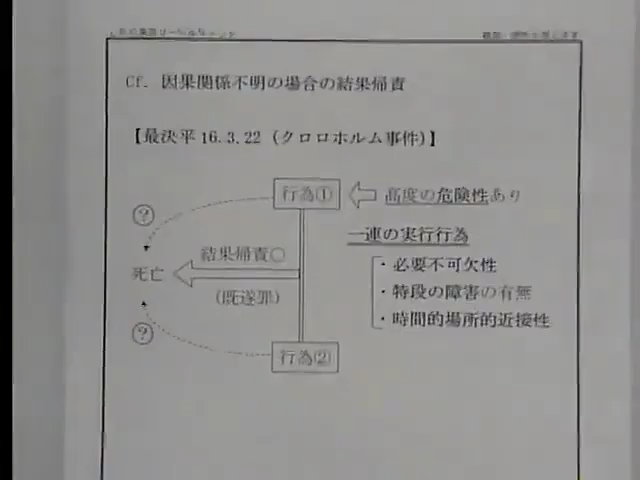 Cf. 因果関係不明の場合の結果帰責
【最決平16.3.22（クロロホルム事件）】
行為①
高度の危険性あり
?
一連の実行行為
結果帰責○
・必要不可欠性
死亡
・特段の障害の有無
(既遂罪)
・時間的場所的近接性
?
行為②